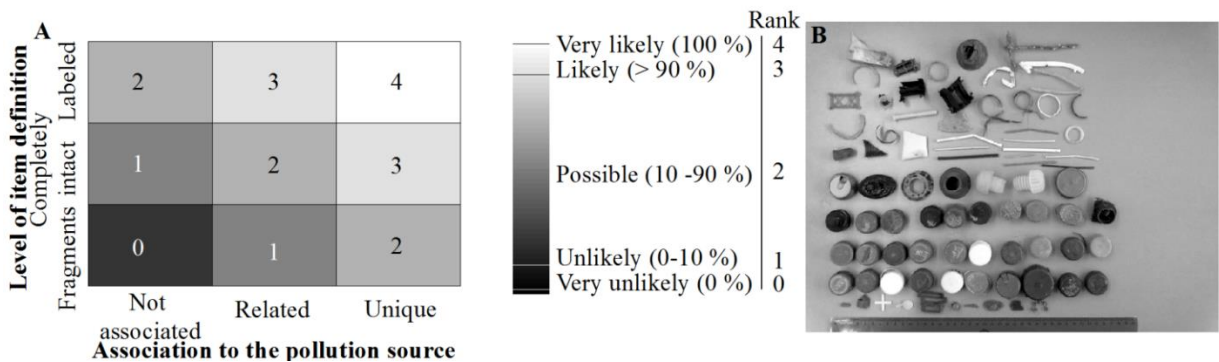 A
Level of item definition
Labeled
Completely
intact
Fragments
2
3
4
1
2
3
0
1
2
Not
associated
Related
Unique
Association to the pollution source
Rank
Very likely (100 %)
4
Likely (> 90 %)
3
Possible (10 -90 %)
2
Unlikely (0-10 %)
1
Very unlikely (0 %)
0
B